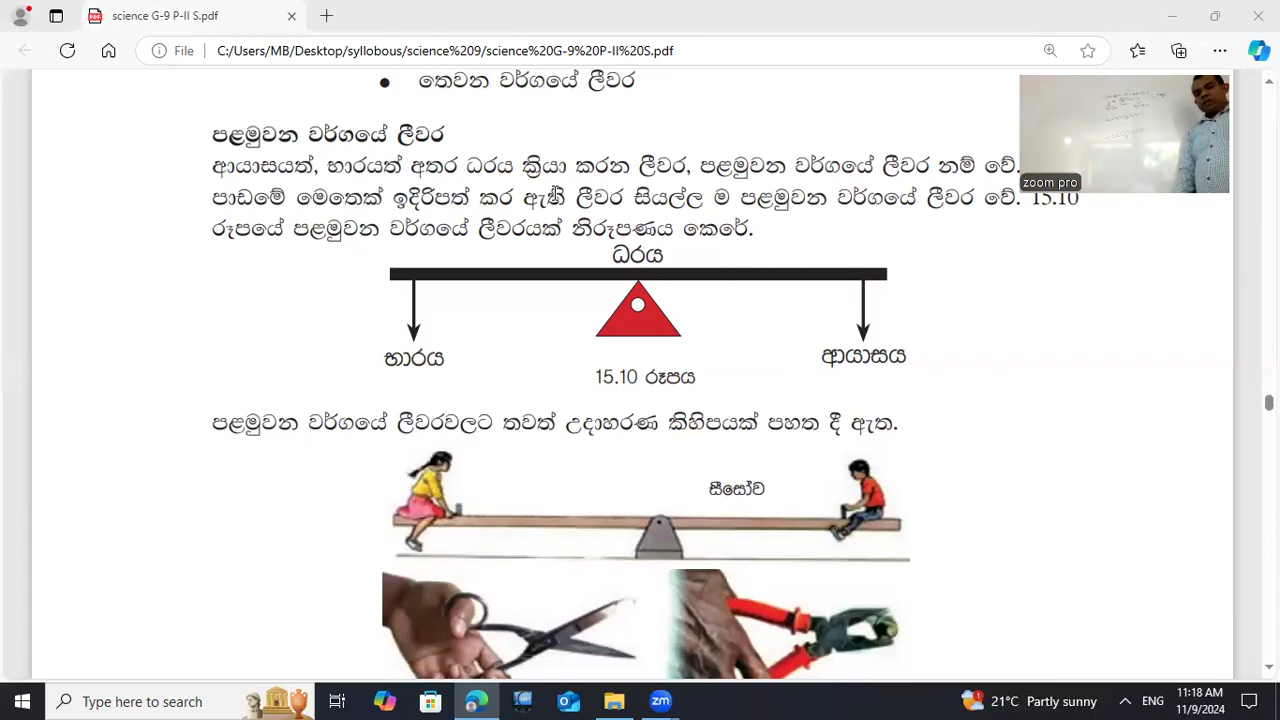 science G-9 P-II S.pdf
File
C:/Users/MB/Desktop/syllobous/science%209/science%20G-9%20P-II%20S.pdf
• තෙවන වර්ගයේ ලීවර
zoom pro
පළමුවන වර්ගයේ ලීවර
ආයාසයත්, භාරයත් අතර ධරය ක්‍රියා කරන ලීවර, පළමුවන වර්ගයේ ලීවර නම් වේ.
පාඩමේ මෙතෙක් ඉදිරිපත් කර ඇති ලීවර සියල්ල ම පළමුවන වර්ගයේ ලීවර වේ. 15.10
රූපයේ පළමුවන වර්ගයේ ලීවරයක් නිරූපණය කෙරේ.
ධරය
භාරය
ආයාසය
15.10 රූපය
පළමුවන වර්ගයේ ලීවරවලට තවත් උදාහරණ කිහිපයක් පහත දී ඇත.
සීසෝව
Type here to search
zm
1
21°C Partly sunny
ENG
11:18 AM
11/9/2024